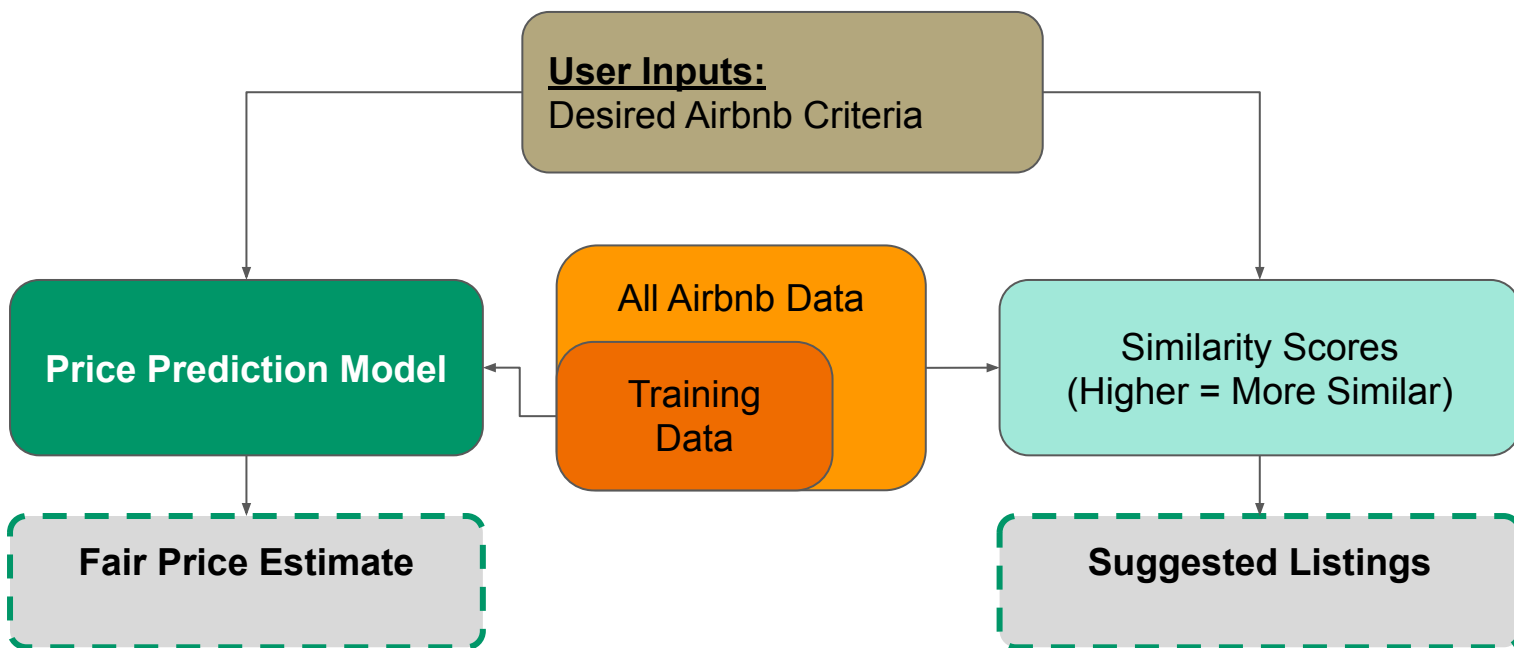 User Inputs:
Desired Airbnb Criteria
All Airbnb Data
Price Prediction Model
Training
Data
Similarity Scores
(Higher = More Similar)
Fair Price Estimate
Suggested Listings